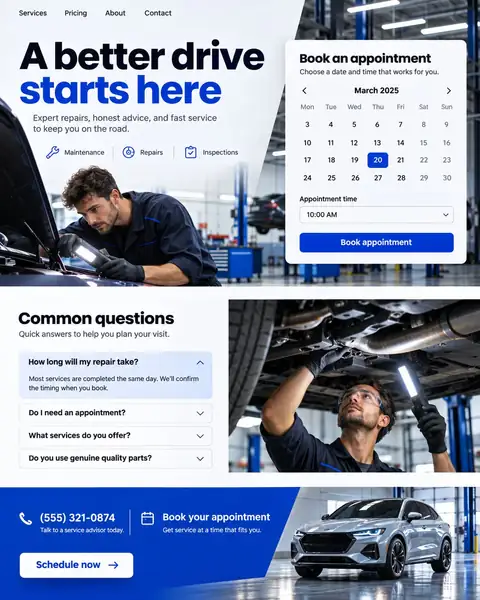 Services Pricing About Contact
A better drive
starts here
Expert repairs, honest advice, and fast service
to keep you on the road.
Maintenance Repairs Inspections
Book an appointment
Choose a date and time that works for you.
March 2025
Mon Tue Wed Thu Fri Sat Sun
3 4 5 6 7 8 9
10 11 12 13 14 15 16
17 18 19 20 21 22 23
24 25 26 27 28 29 30
Appointment time
10:00 AM
Book appointment
Common questions
Quick answers to help you plan your visit.
How long will my repair take?
Most services are completed the same day. We'll confirm
the timing when you book.
Do I need an appointment?
What services do you offer?
Do you use genuine quality parts?
(555) 321-0874
Talk to a service advisor today.
Book your appointment
Get service at a time that fits you.
Schedule now